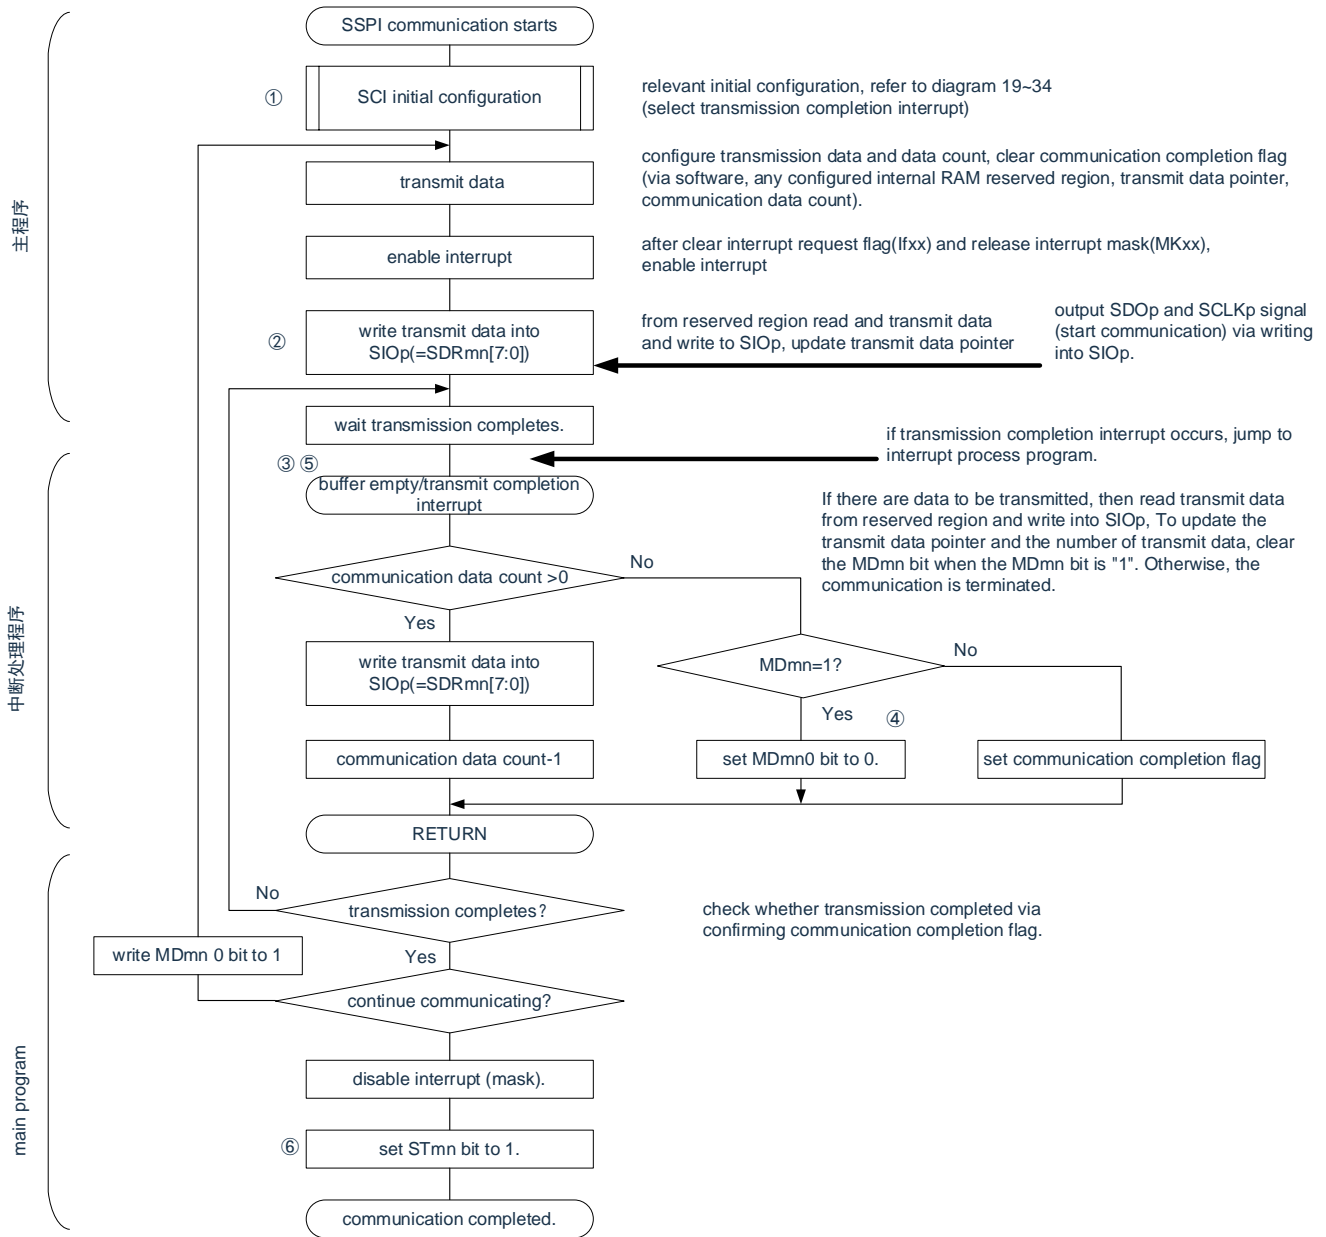 SSPI communication starts
①
SCI initial configuration
relevant initial configuration, refer to diagram 19~34
(select transmission completion interrupt)
transmit data
configure transmission data and data count, clear communication completion flag
(via software, any configured internal RAM reserved region, transmit data pointer,
communication data count).
主程序
enable interrupt
after clear interrupt request flag(Ifxx) and release interrupt mask(MKxx),
enable interrupt
②
write transmit data into
SIOp(=SDRmn[7:0])
from reserved region read and transmit data
and write to SIOp, update transmit data pointer
output SDOp and SCLKp signal
(start communication) via writing
into SIOp.
wait transmission completes.
if transmission completion interrupt occurs, jump to
interrupt process program.
③ ⑤
buffer empty/transmit completion
interrupt
If there are data to be transmitted, then read transmit data
from reserved region and write into SIOp, To update the
transmit data pointer and the number of transmit data, clear
the MDmn bit when the MDmn bit is "1". Otherwise, the
communication is terminated.
communication data count >0
No
Yes
中断处理程序
write transmit data into
SIOp(=SDRmn[7:0])
MDmn=1?
No
Yes
④
communication data count-1
set MDmn0 bit to 0.
set communication completion flag
RETURN
No
transmission completes?
check whether transmission completed via
confirming communication completion flag.
write MDmn 0 bit to 1
Yes
continue communicating?
main program
disable interrupt (mask).
⑥
set STmn bit to 1.
communication completed.